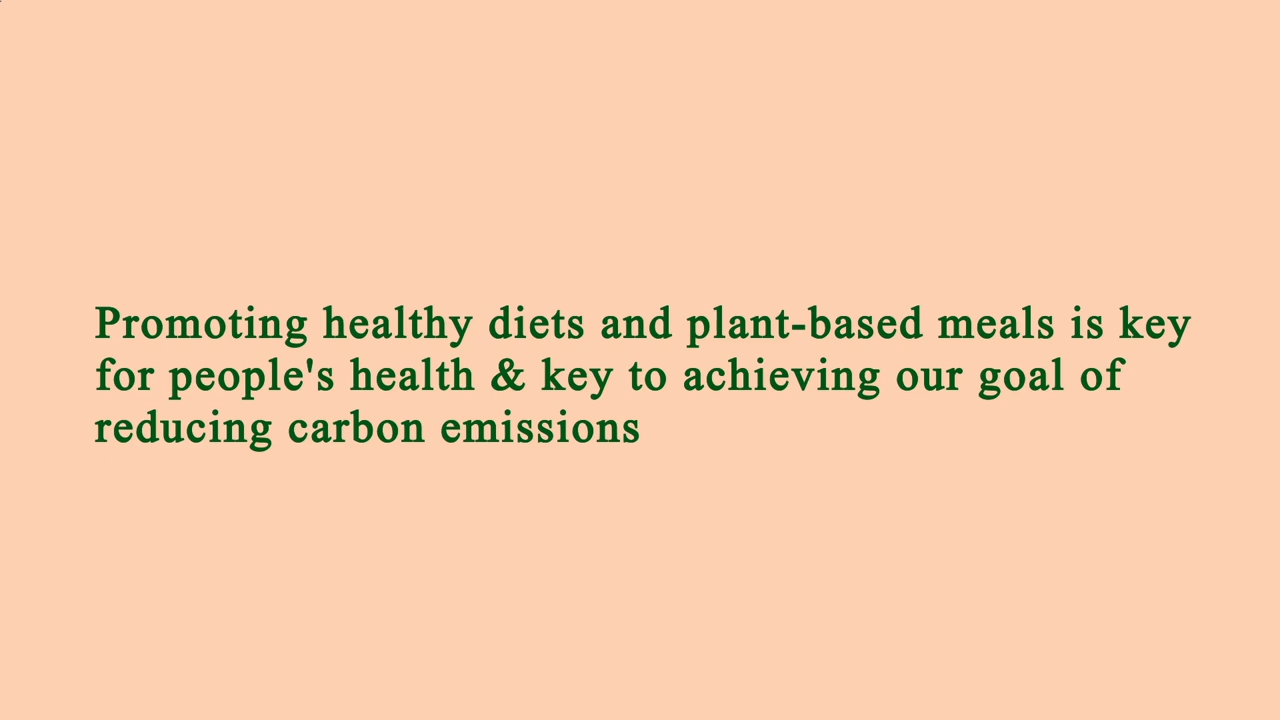 Promoting healthy diets and plant-based meals is key
for people's health & key to achieving our goal of
reducing carbon emissions